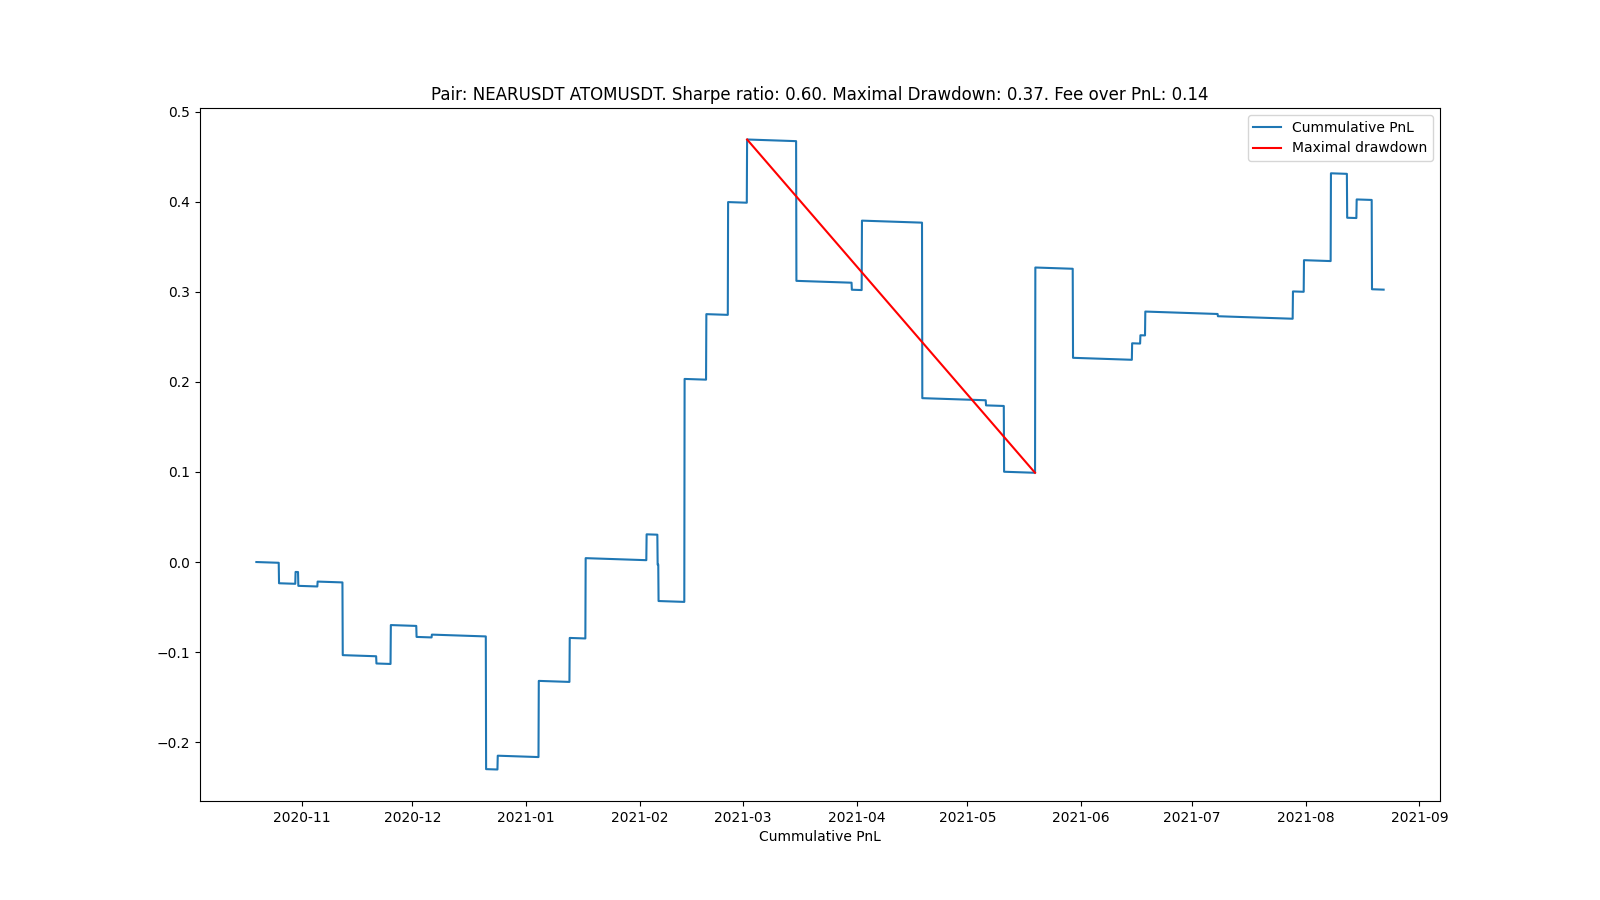 Pair: NEARUSDT ATOMUSDT. Sharpe ratio: 0.60. Maximal Drawdown: 0.37. Fee over PnL: 0.14
Cummulative PnL
Maximal drawdown
0.5
0.4
0.3
0.2
0.1
0.0
−0.1
−0.2
2020-11 2020-12 2021-01 2021-02 2021-03 2021-04 2021-05 2021-06 2021-07 2021-08 2021-09
Cummulative PnL